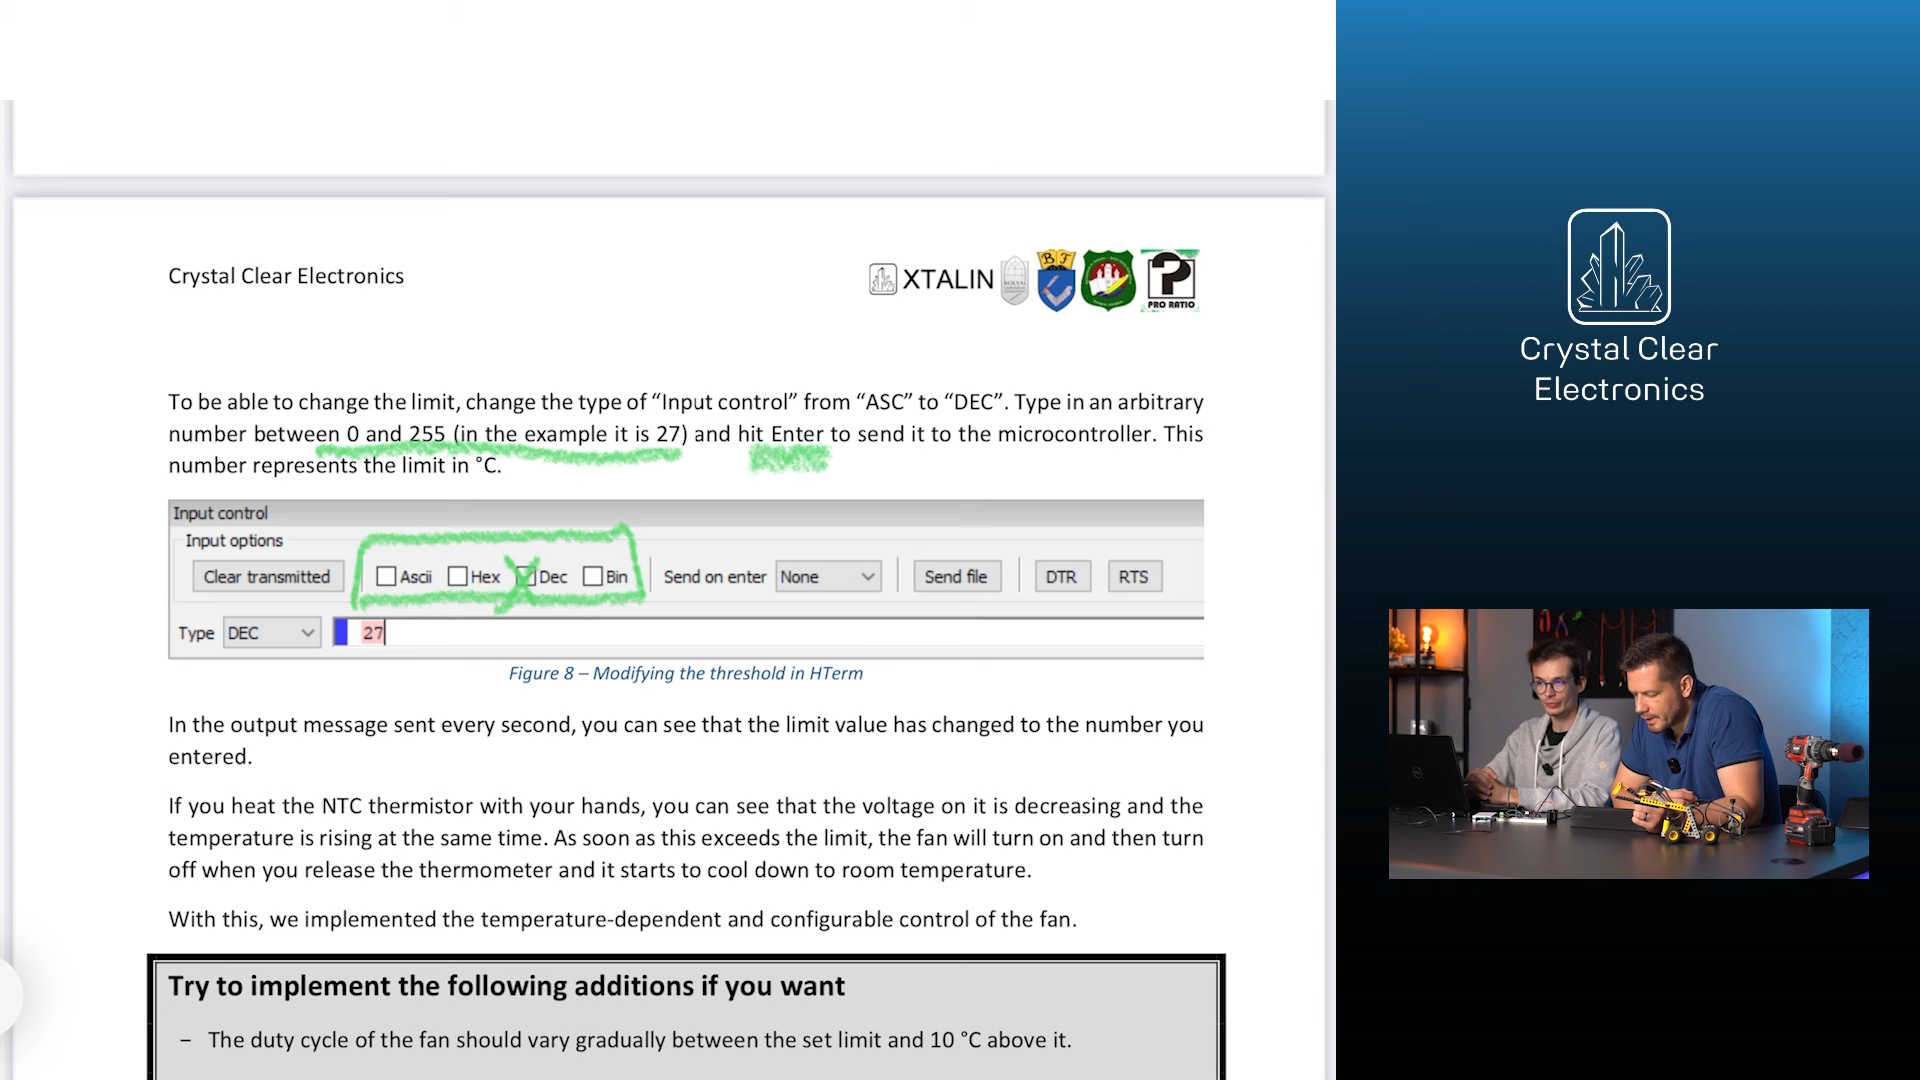 Crystal Clear Electronics
XTALIN
PRO RATIO
To be able to change the limit, change the type of “Input control” from “ASC” to “DEC”. Type in an arbitrary
number between 0 and 255 (in the example it is 27) and hit Enter to send it to the microcontroller. This
number represents the limit in °C.
Input control
Input options
Clear transmitted Ascii Hex Dec Bin Send on enter None Send file DTR RTS
Type DEC 27
Figure 8 – Modifying the threshold in HTerm
In the output message sent every second, you can see that the limit value has changed to the number you
entered.
If you heat the NTC thermistor with your hands, you can see that the voltage on it is decreasing and the
temperature is rising at the same time. As soon as this exceeds the limit, the fan will turn on and then turn
off when you release the thermometer and it starts to cool down to room temperature.
With this, we implemented the temperature-dependent and configurable control of the fan.
Try to implement the following additions if you want
– The duty cycle of the fan should vary gradually between the set limit and 10 °C above it.
Crystal Clear
Electronics